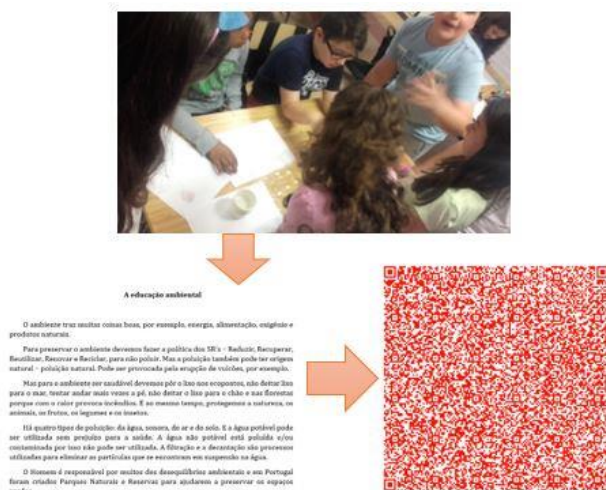 A educação ambiental
O ambiente traz muitas coisas boas, por exemplo, energia, alimentação, oxigénio e
produtos naturais.
Para preservar o ambiente devemos fazer a política dos 5R's – Reduzir, Recuperar,
Reutilizar, Renovar e Reciclar, para não poluir. Mas a poluição também pode ter origem
natural – poluição natural. Pode ser provocada pela erupção de vulcões, por exemplo.
Mas para o ambiente ser saudável devemos pôr o lixo nos ecopontos, não deitar lixo
para o mar, tentar andar mais vezes a pé, não deitar o lixo para o chão e nas florestas
porque com o calor provoca incêndios. E ao mesmo tempo, protegemos a natureza, os
animais, os frutos, os legumes e os insetos.
Há quatro tipos de poluição: da água, sonora, do ar e do solo. E a água potável pode
ser utilizada sem prejuízo para a saúde. A água não potável está poluída e/ou
contaminada por isso não pode ser utilizada. A filtração e a decantação são processos
utilizadas para eliminar as partículas que se encontram em suspensão na água.
O Homem é responsável por muitos dos desequilíbrios ambientais e em Portugal
foram criados Parques Naturais e Reservas para ajudarem a preservar os espaços